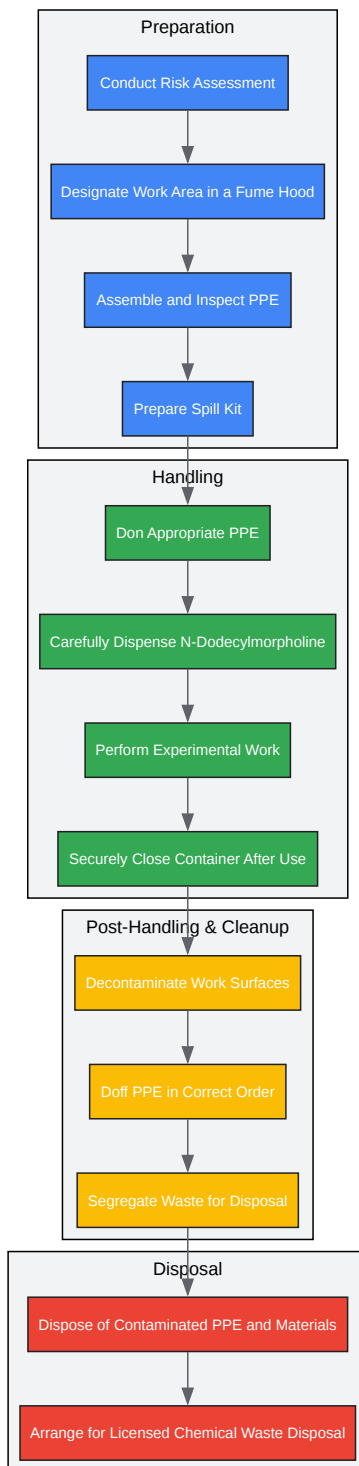 Preparation
Conduct Risk Assessment
Designate Work Area in a Fume Hood
Assemble and Inspect PPE
Prepare Spill Kit
Handling
Don Appropriate PPE
Carefully Dispense N-Dodecylmorpholine
Perform Experimental Work
Securely Close Container After Use
Post-Handling & Cleanup
Decontaminate Work Surfaces
Doff PPE in Correct Order
Segregate Waste for Disposal
Disposal
Dispose of Contaminated PPE and Materials
Arrange for Licensed Chemical Waste Disposal